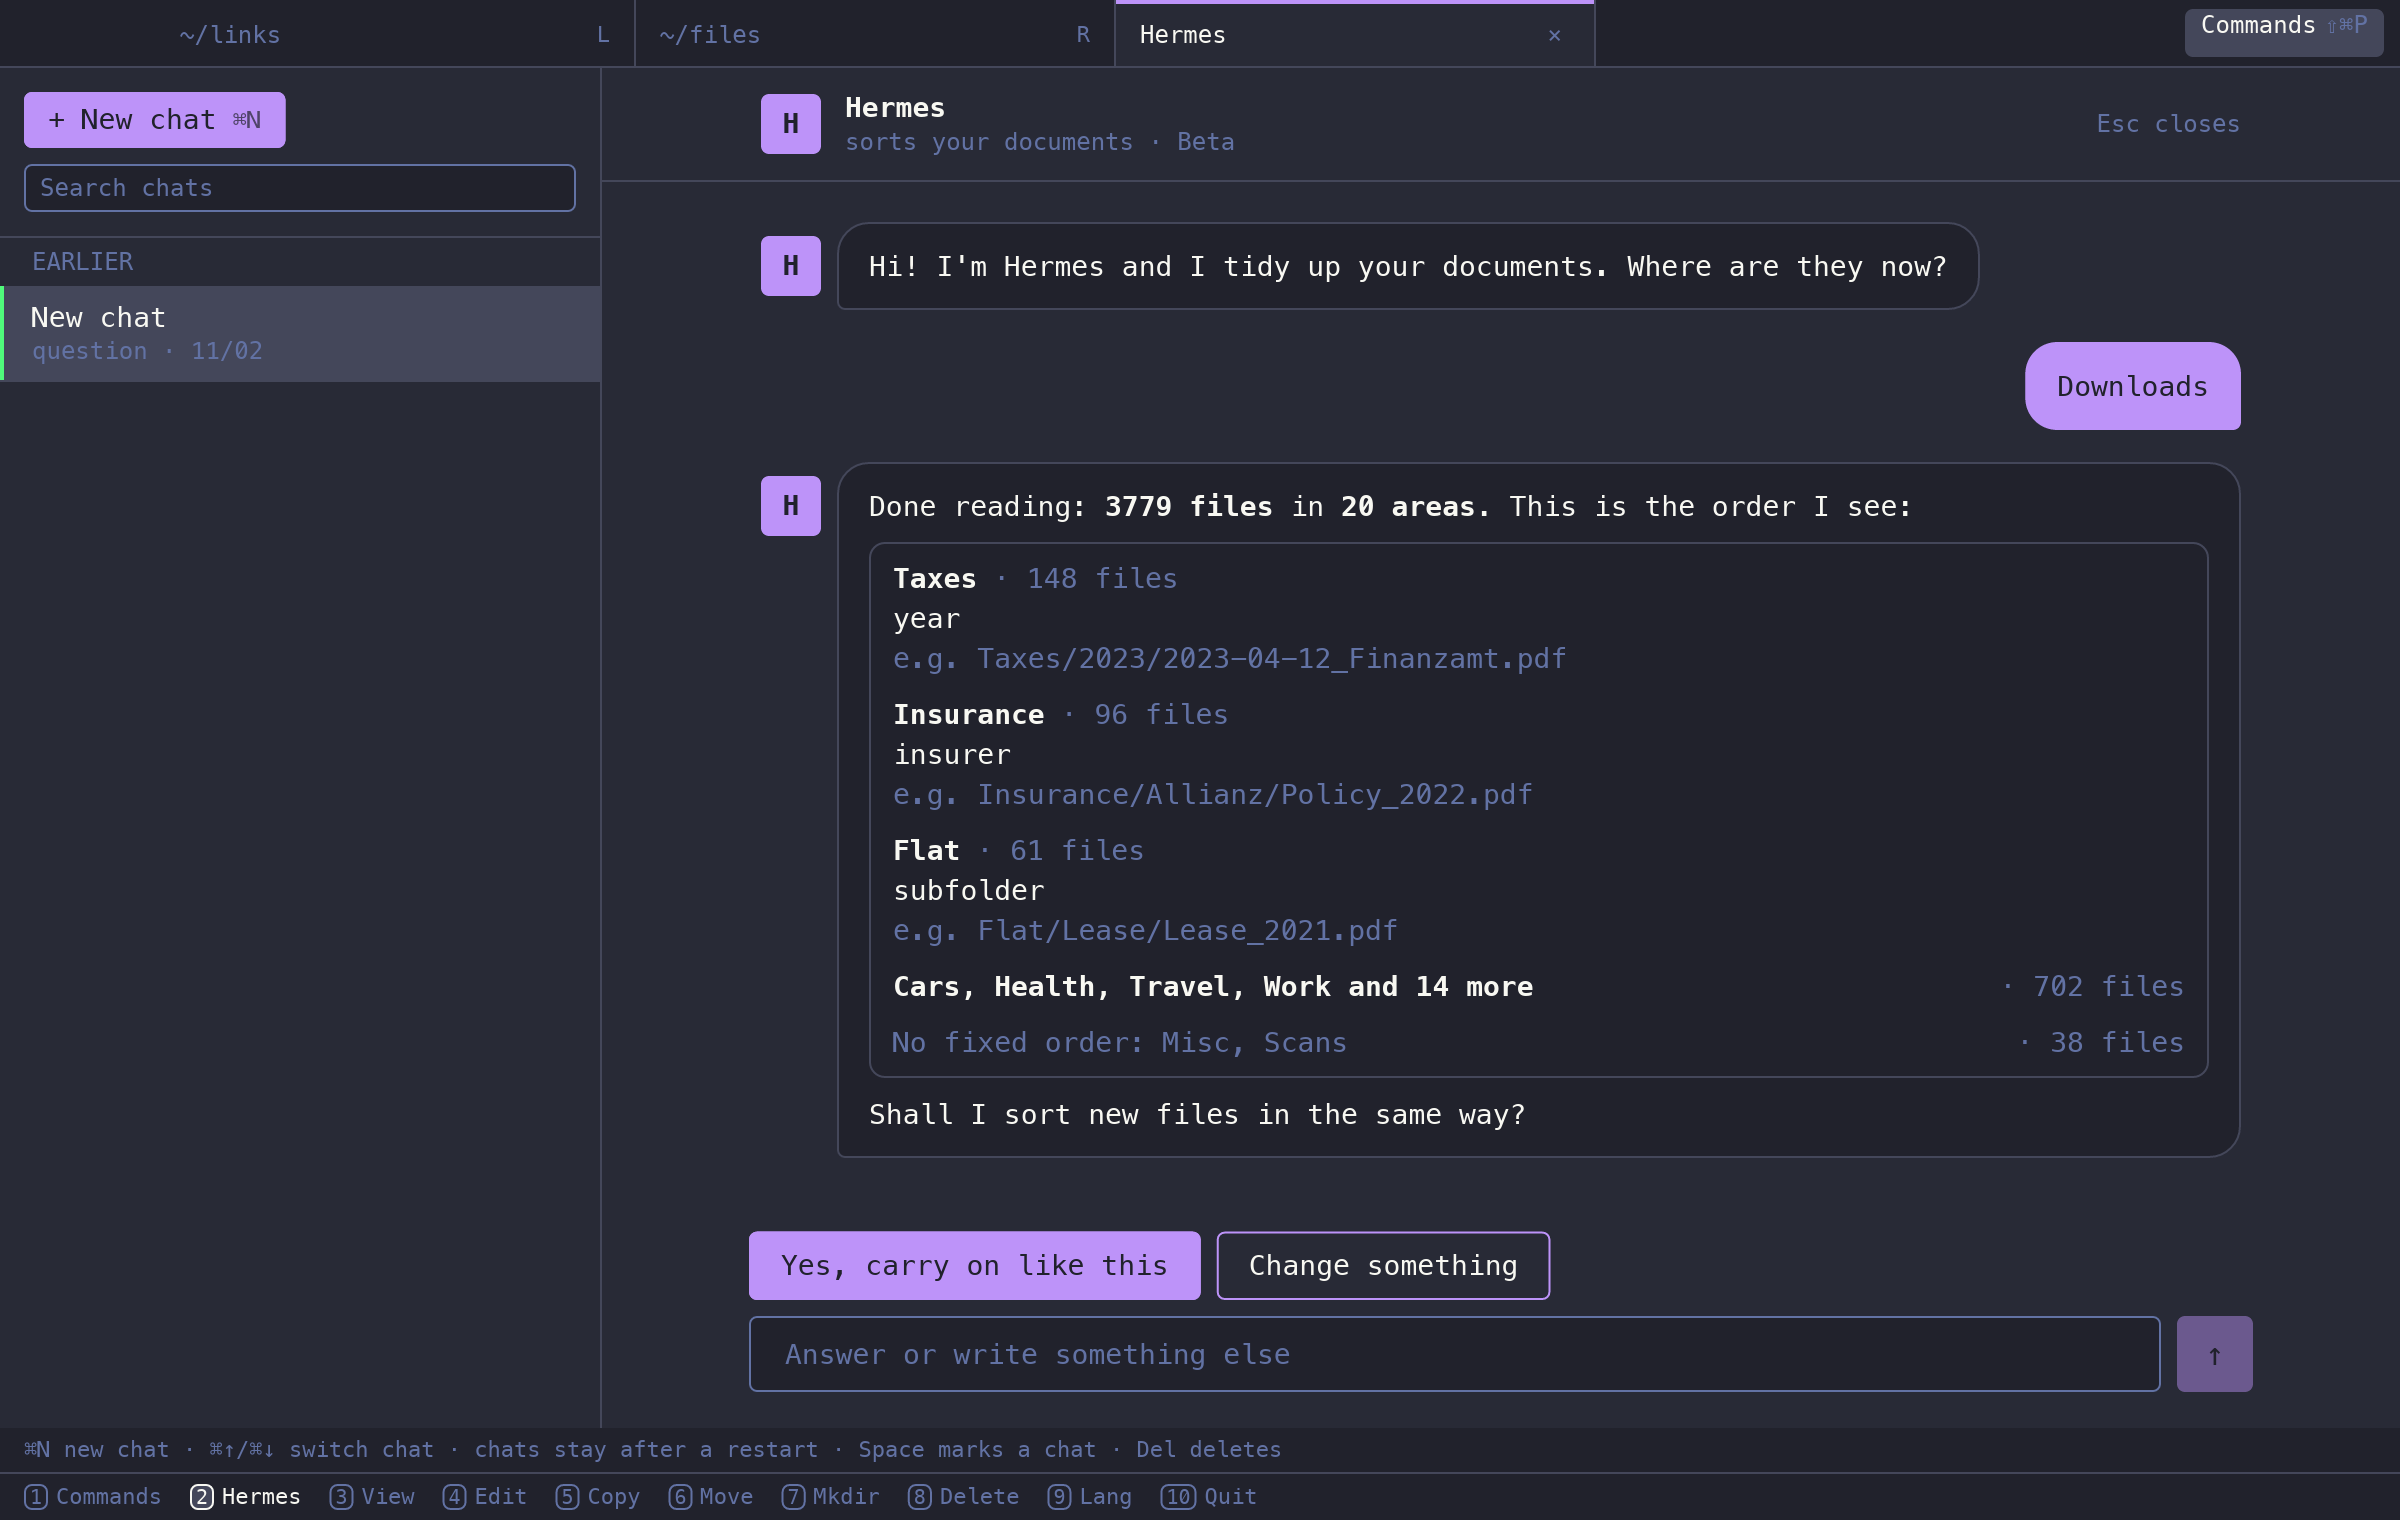 ~/links L ~/files R Hermes × Commands ⇧⌘P
+ New chat ⌘N
Search chats
EARLIER
New chat
question · 11/02
H Hermes
sorts your documents · Beta
Esc closes
H Hi! I'm Hermes and I tidy up your documents. Where are they now?
Downloads
H Done reading: 3779 files in 20 areas. This is the order I see:
Taxes · 148 files
year
e.g. Taxes/2023/2023−04−12_Finanzamt.pdf
Insurance · 96 files
insurer
e.g. Insurance/Allianz/Policy_2022.pdf
Flat · 61 files
subfolder
e.g. Flat/Lease/Lease_2021.pdf
Cars, Health, Travel, Work and 14 more · 702 files
No fixed order: Misc, Scans · 38 files
Shall I sort new files in the same way?
Yes, carry on like this Change something
Answer or write something else ↑
⌘N new chat · ⌘↑/⌘↓ switch chat · chats stay after a restart · Space marks a chat · Del deletes
1 Commands 2 Hermes 3 View 4 Edit 5 Copy 6 Move 7 Mkdir 8 Delete 9 Lang 10 Quit